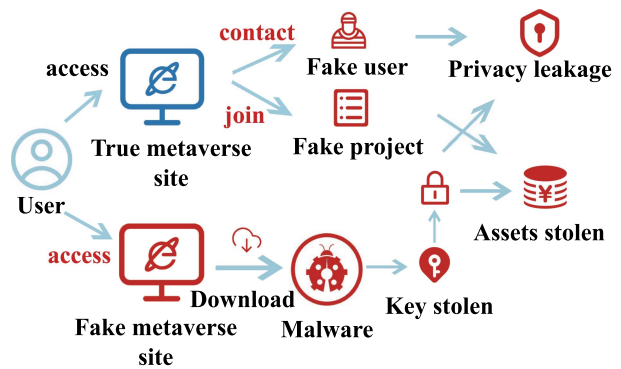 contact
Fake user
Privacy leakage
access
join
Fake project
True metaverse
site
User
access
Assets stolen
Download
Key stolen
Fake metaverse
site
Malware